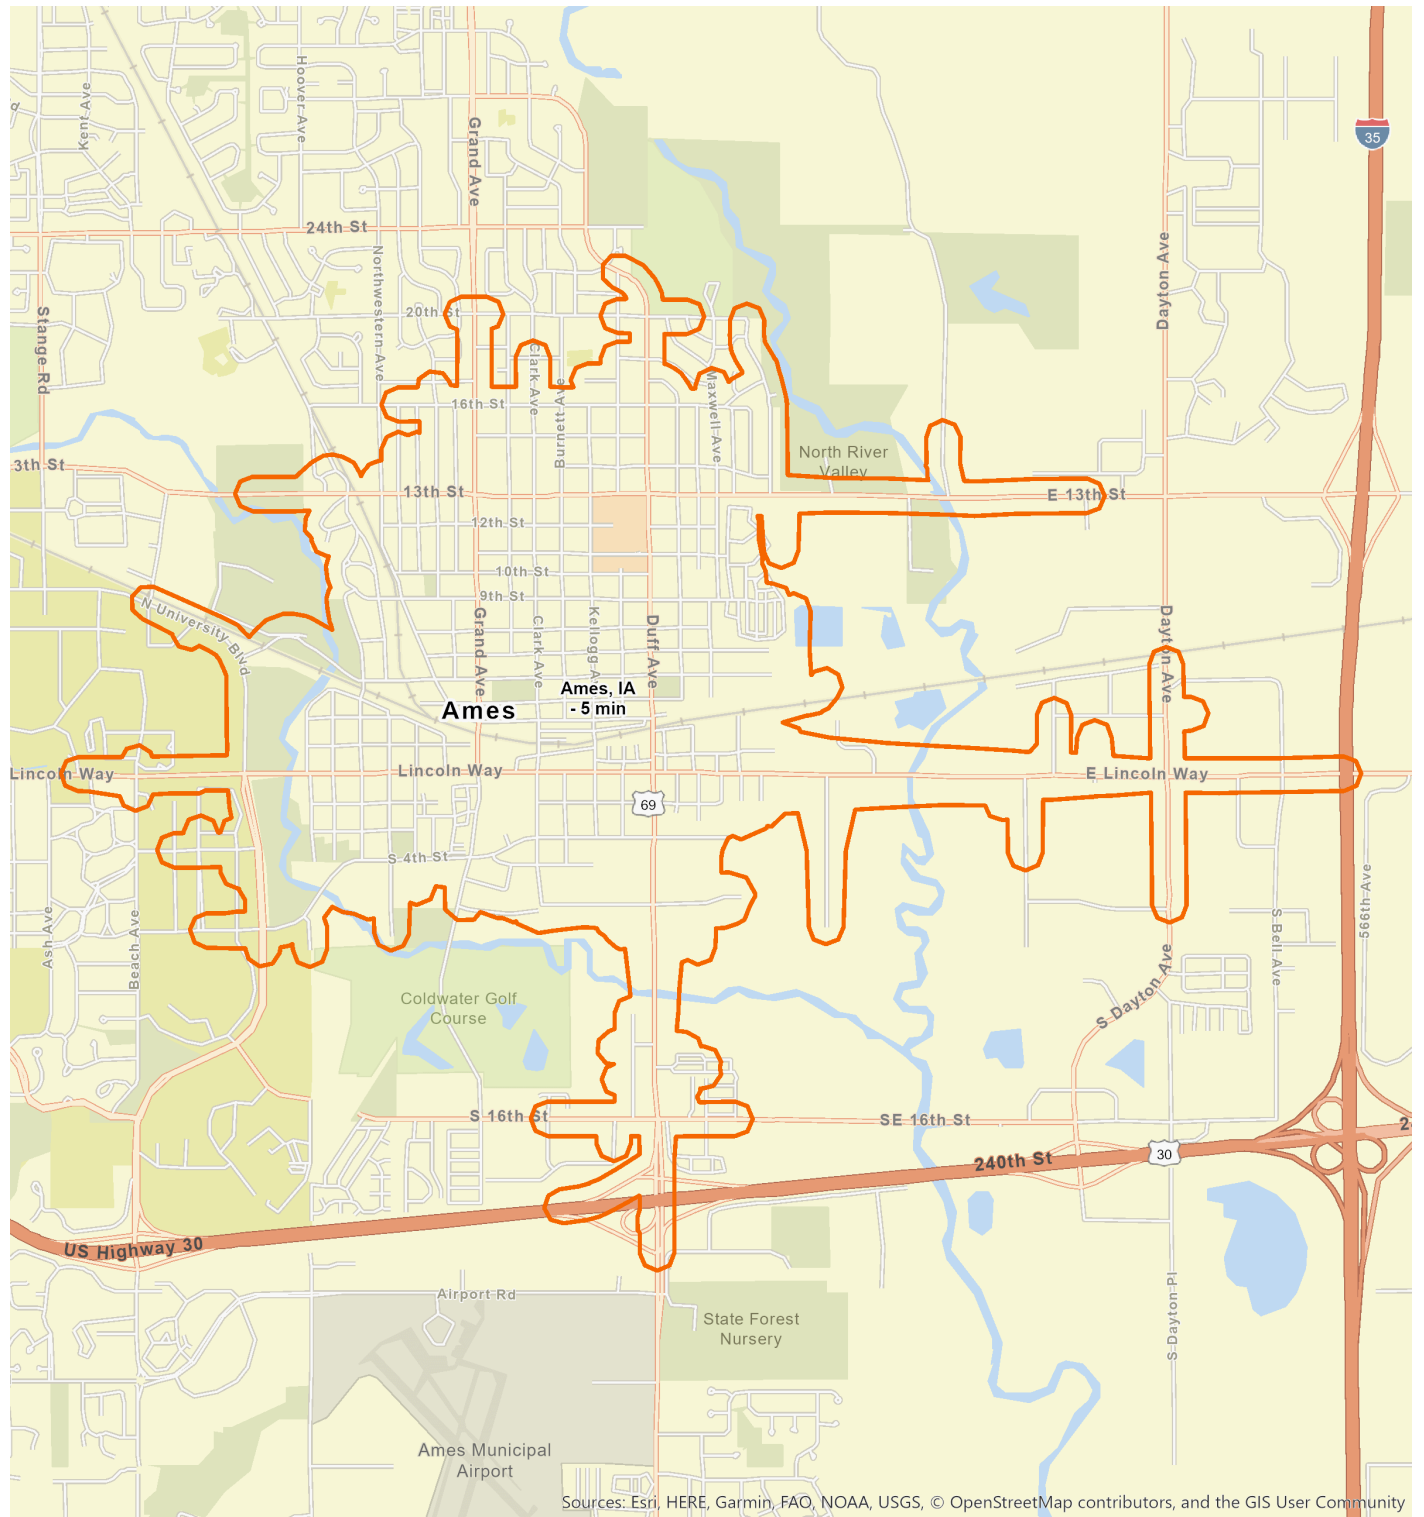 Kent Ave
Hoover Ave
Grand Ave
35
24th St
Dayton Ave
Northwestern Ave
Stange Rd
20th St
Clark Ave
Burnett Ave
Maxwell Ave
16th St
North River
Valley
3th St
13th St
E 13th St
12th St
10th St
9th St
N University Blvd
Grand Ave
Clark Ave
Duff Ave
Dayton Ave
Ames, IA
- 5 min
Ames
Lincoln Way
Lincoln Way
E Lincoln Way
69
S 4th St
566th Ave
Ash Ave
Beach Ave
S Bell Ave
S Dayton Ave
Coldwater Golf
Course
S 16th St
SE 16th St
30
240th St
US Highway 30
Airport Rd
State Forest
Nursery
S Dayton Pl
Ames Municipal
Airport
Sources: Esri, HERE, Garmin, FAO, NOAA, USGS, © OpenStreetMap contributors, and the GIS User Community